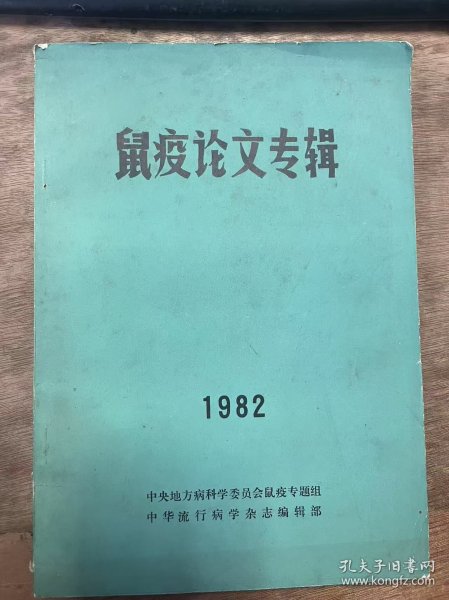 鼠疫论文专辑
1982
中央地方病科学委员会鼠疫专题组
中华流行病学杂志编辑部
孔夫子旧书网
www.kongfz.com